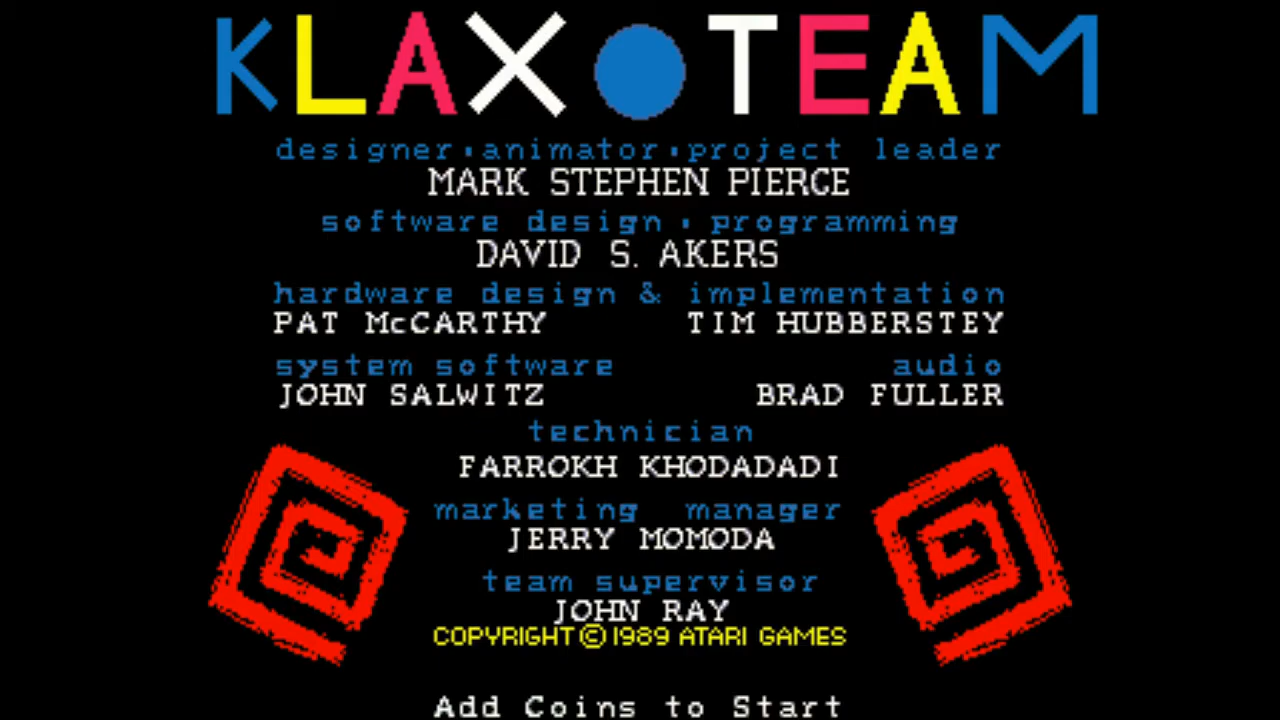 KLAX●TEAM
designer·animator·project leader
MARK STEPHEN PIERCE
software design · programming
DAVID S. AKERS
hardware design & implementation
PAT McCARTHY TIM HUBBERSTEY
system software audio
JOHN SALWITZ BRAD FULLER
technician
FARROKH KHODADADI
marketing manager
JERRY MOMODA
team supervisor
JOHN RAY
COPYRIGHT © 1989 ATARI GAMES
Add Coins to Start